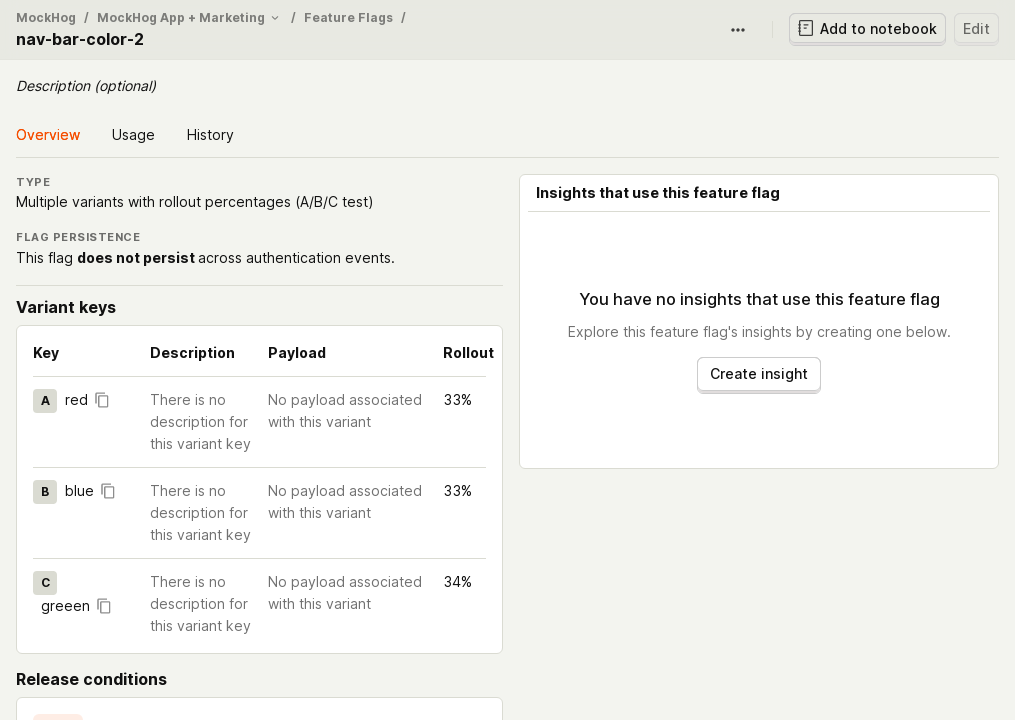 MockHog / MockHog App + Marketing / Feature Flags /
nav-bar-color-2
Add to notebook
Edit
Description (optional)
Overview Usage History
TYPE
Multiple variants with rollout percentages (A/B/C test)
FLAG PERSISTENCE
This flag does not persist across authentication events.
Variant keys
Key Description Payload Rollout
A red There is no No payload associated 33%
description for with this variant
this variant key
B blue There is no No payload associated 33%
description for with this variant
this variant key
C There is no No payload associated 34%
greeen description for with this variant
this variant key
Release conditions
Insights that use this feature flag
You have no insights that use this feature flag
Explore this feature flag's insights by creating one below.
Create insight